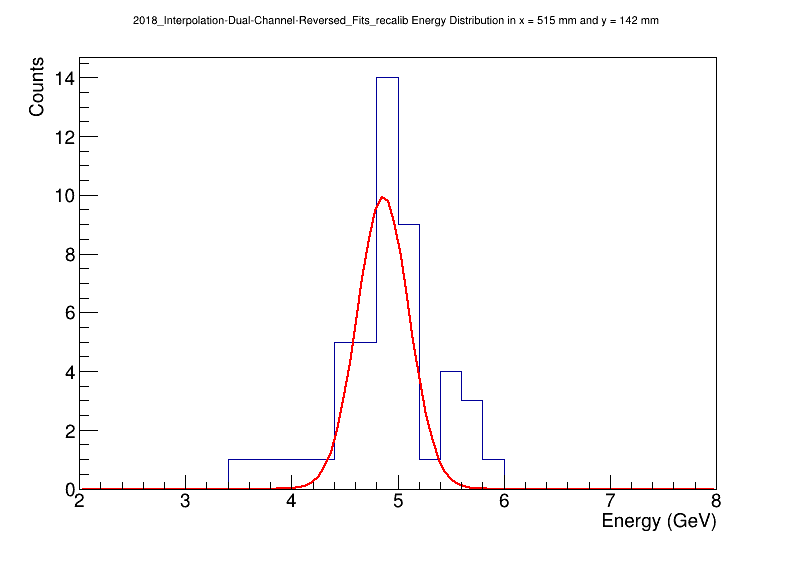 2018_Interpolation-Dual-Channel-Reversed_Fits_recalib Energy Distribution in x = 515 mm and y = 142 mm
Counts
14
12
10
8
6
4
2
0
2 3 4 5 6 7 8
Energy (GeV)